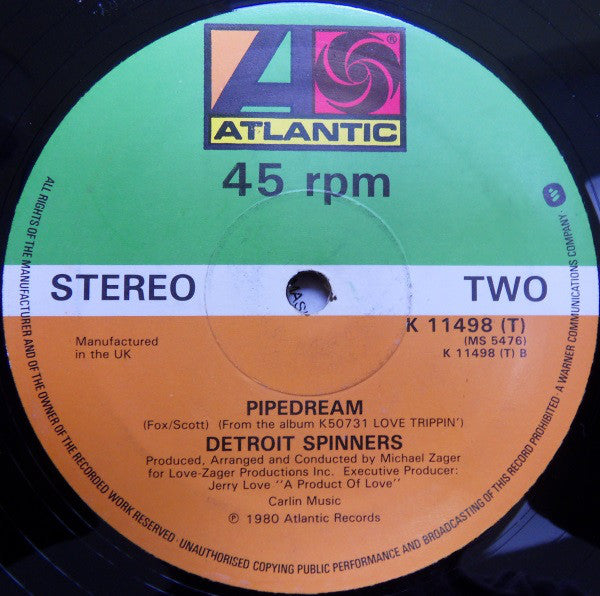 ATLANTIC
®
45 rpm
STEREO
TWO
K 11498 (T)
(MS 5476)
K 11498 (T) B
Manufactured
in the UK
PIPEDREAM
(Fox/Scott) (From the album K50731 LOVE TRIPPIN')
DETROIT SPINNERS
Produced, Arranged and Conducted by Michael Zager
for Love-Zager Productions Inc. Executive Producer:
Jerry Love "A Product Of Love"
Carlin Music
℗ 1980 Atlantic Records
ALL RIGHTS OF THE MANUFACTURER AND OF THE OWNER OF THE RECORDED WORK RESERVED · UNAUTHORISED COPYING PUBLIC PERFORMANCE AND BROADCASTING OF THIS RECORD PROHIBITED A WARNER COMMUNICATIONS COMPANY